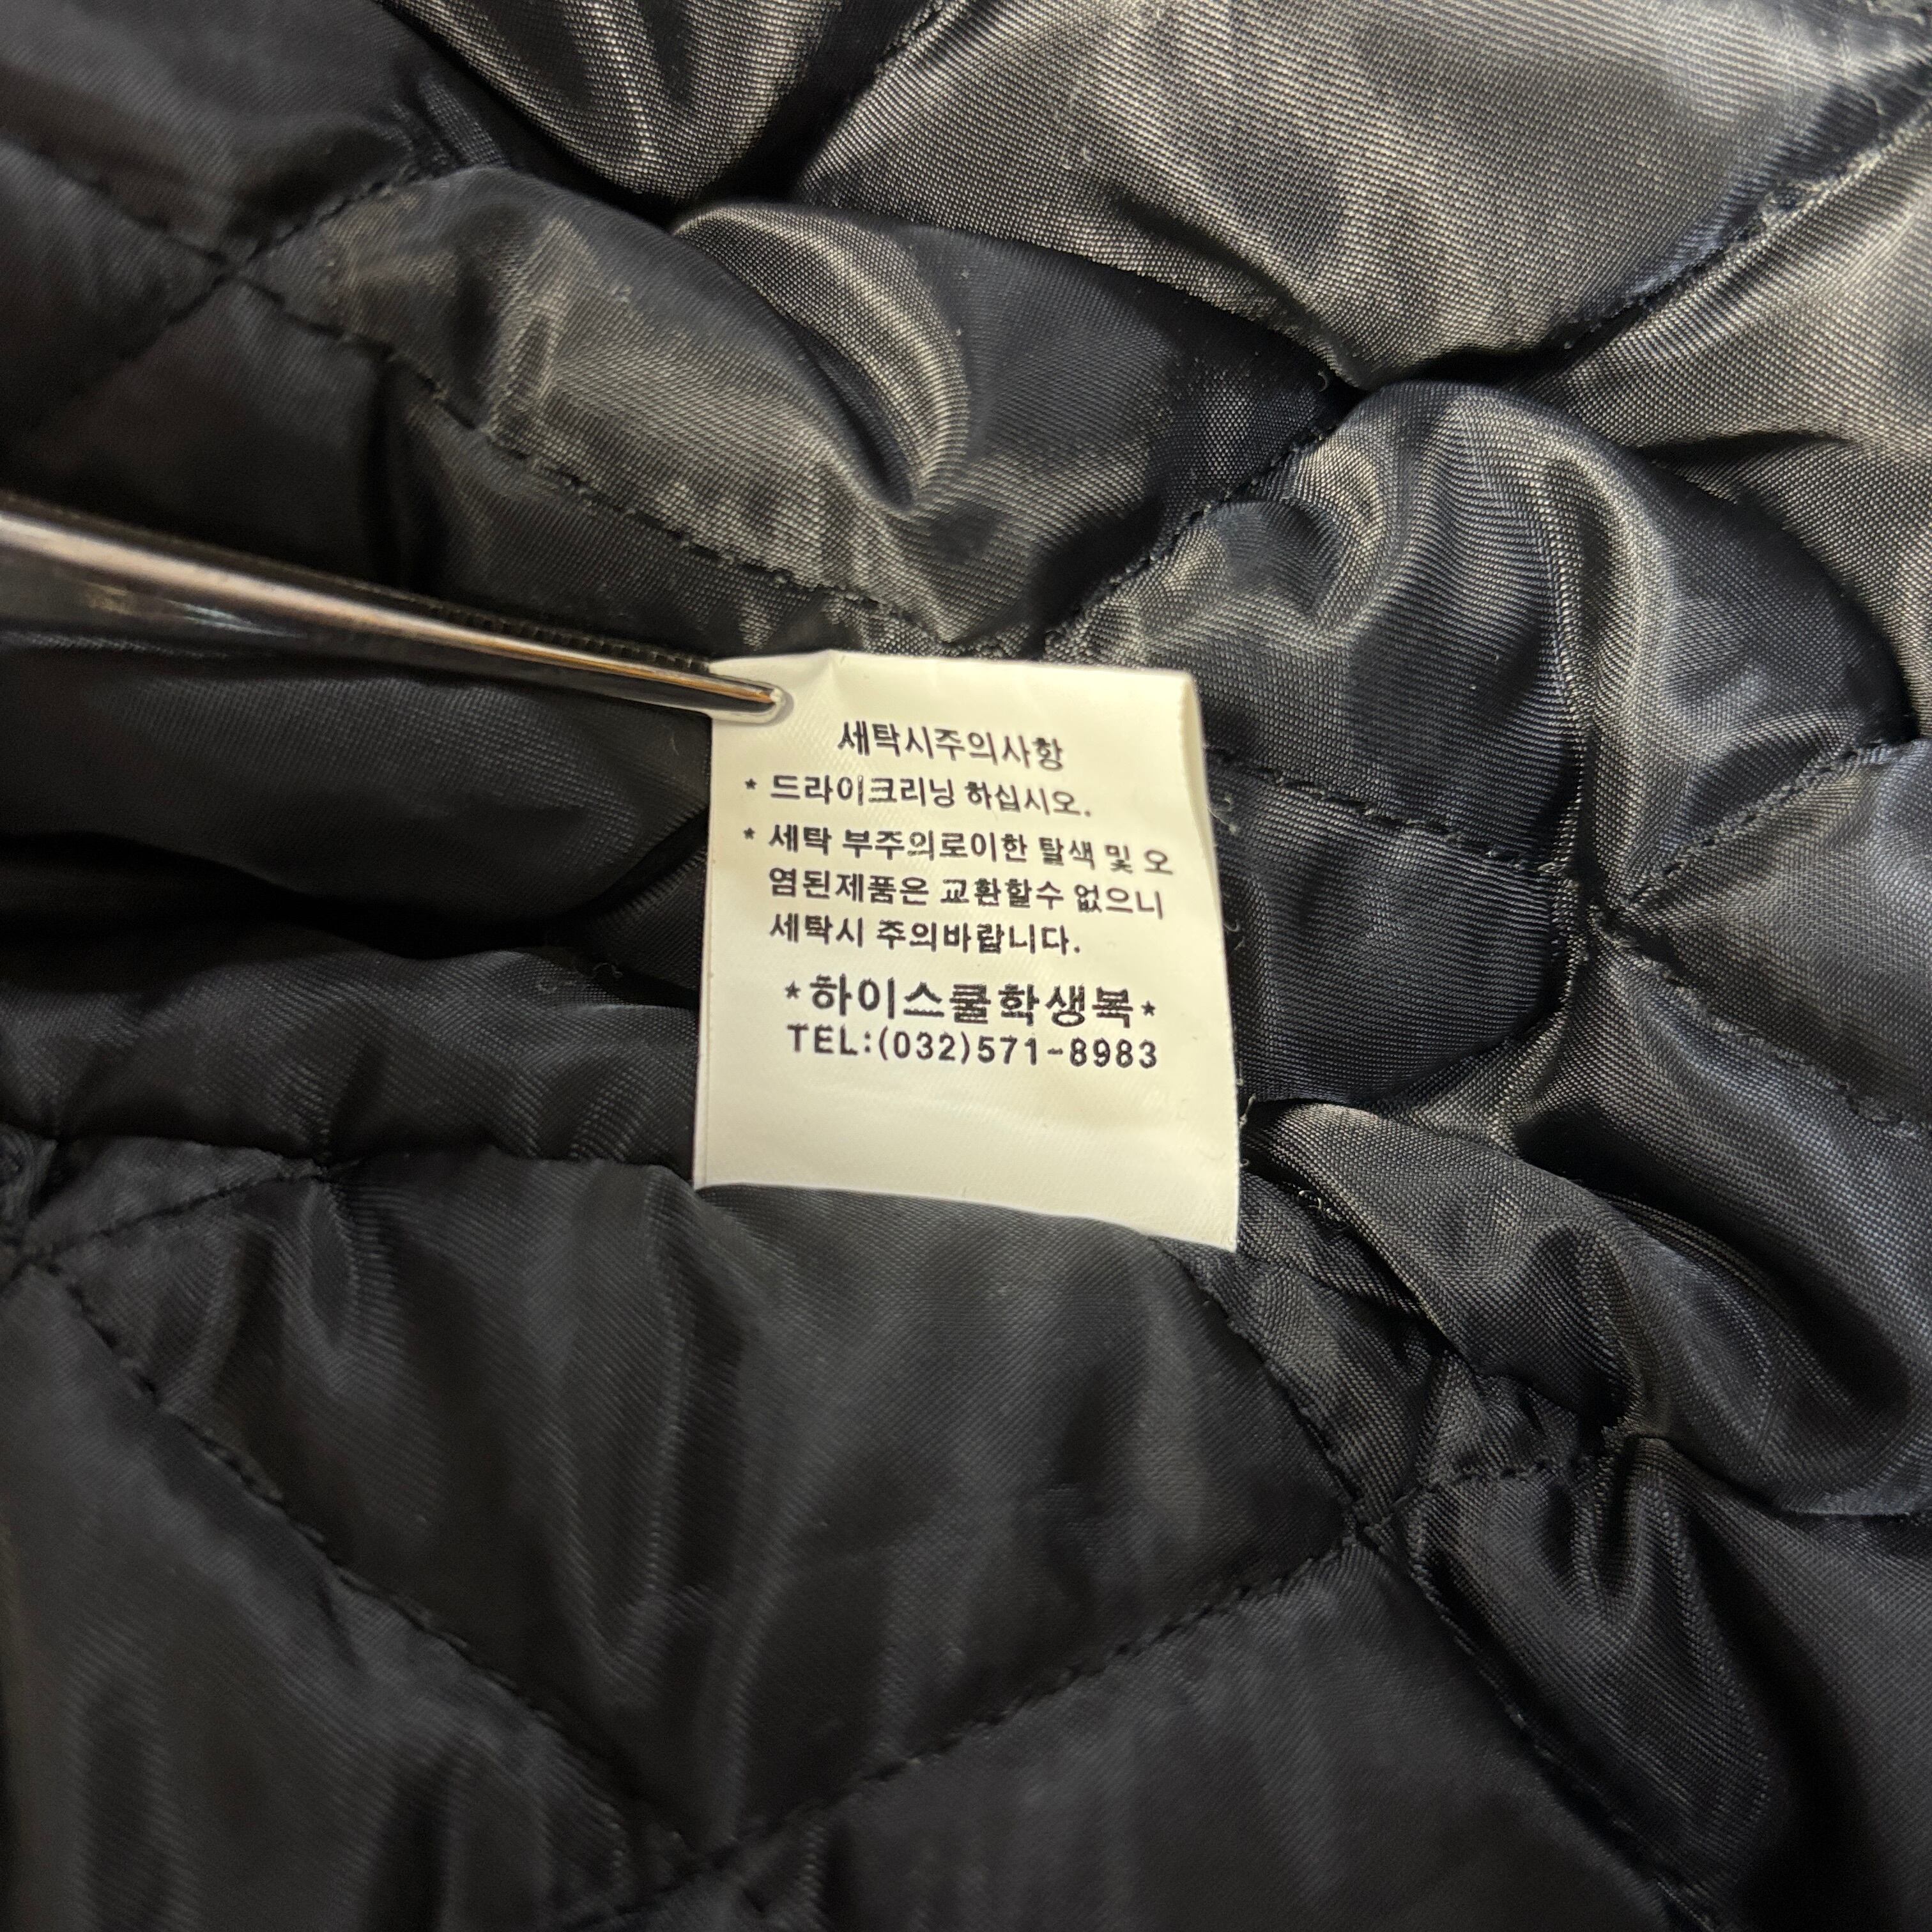 세탁시주의사항
* 드라이크리닝 하십시오.
* 세탁 부주의로이한 탈색 및 오
염된제품은 교환할수 없으니
세탁시 주의바랍니다.
*하이스쿨학생복*
TEL:(032)571-8983